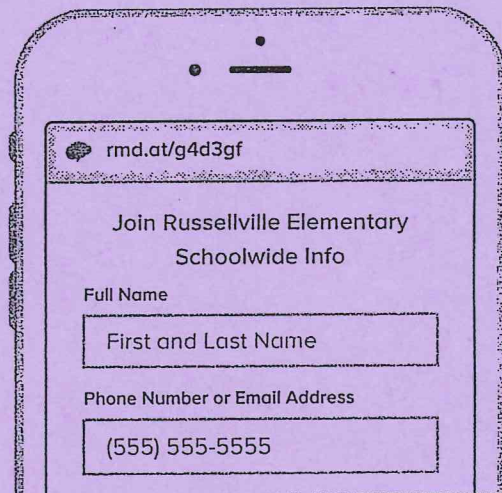 rmd.at/g4d3gf
Join Russellville Elementary
Schoolwide Info
Full Name
First and Last Name
Phone Number or Email Address
(555) 555-5555